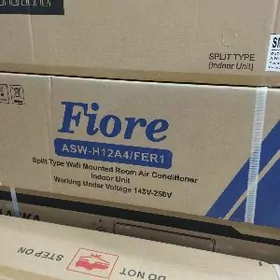 SPLIT TYPE
(Indoor Unit)
Fiore
ASW-H12A4/FER1
Split Type Wall Mounted Room Air Conditioner
Indoor Unit
Working Under Voltage 145V-250V
STEP ON
DO NOT